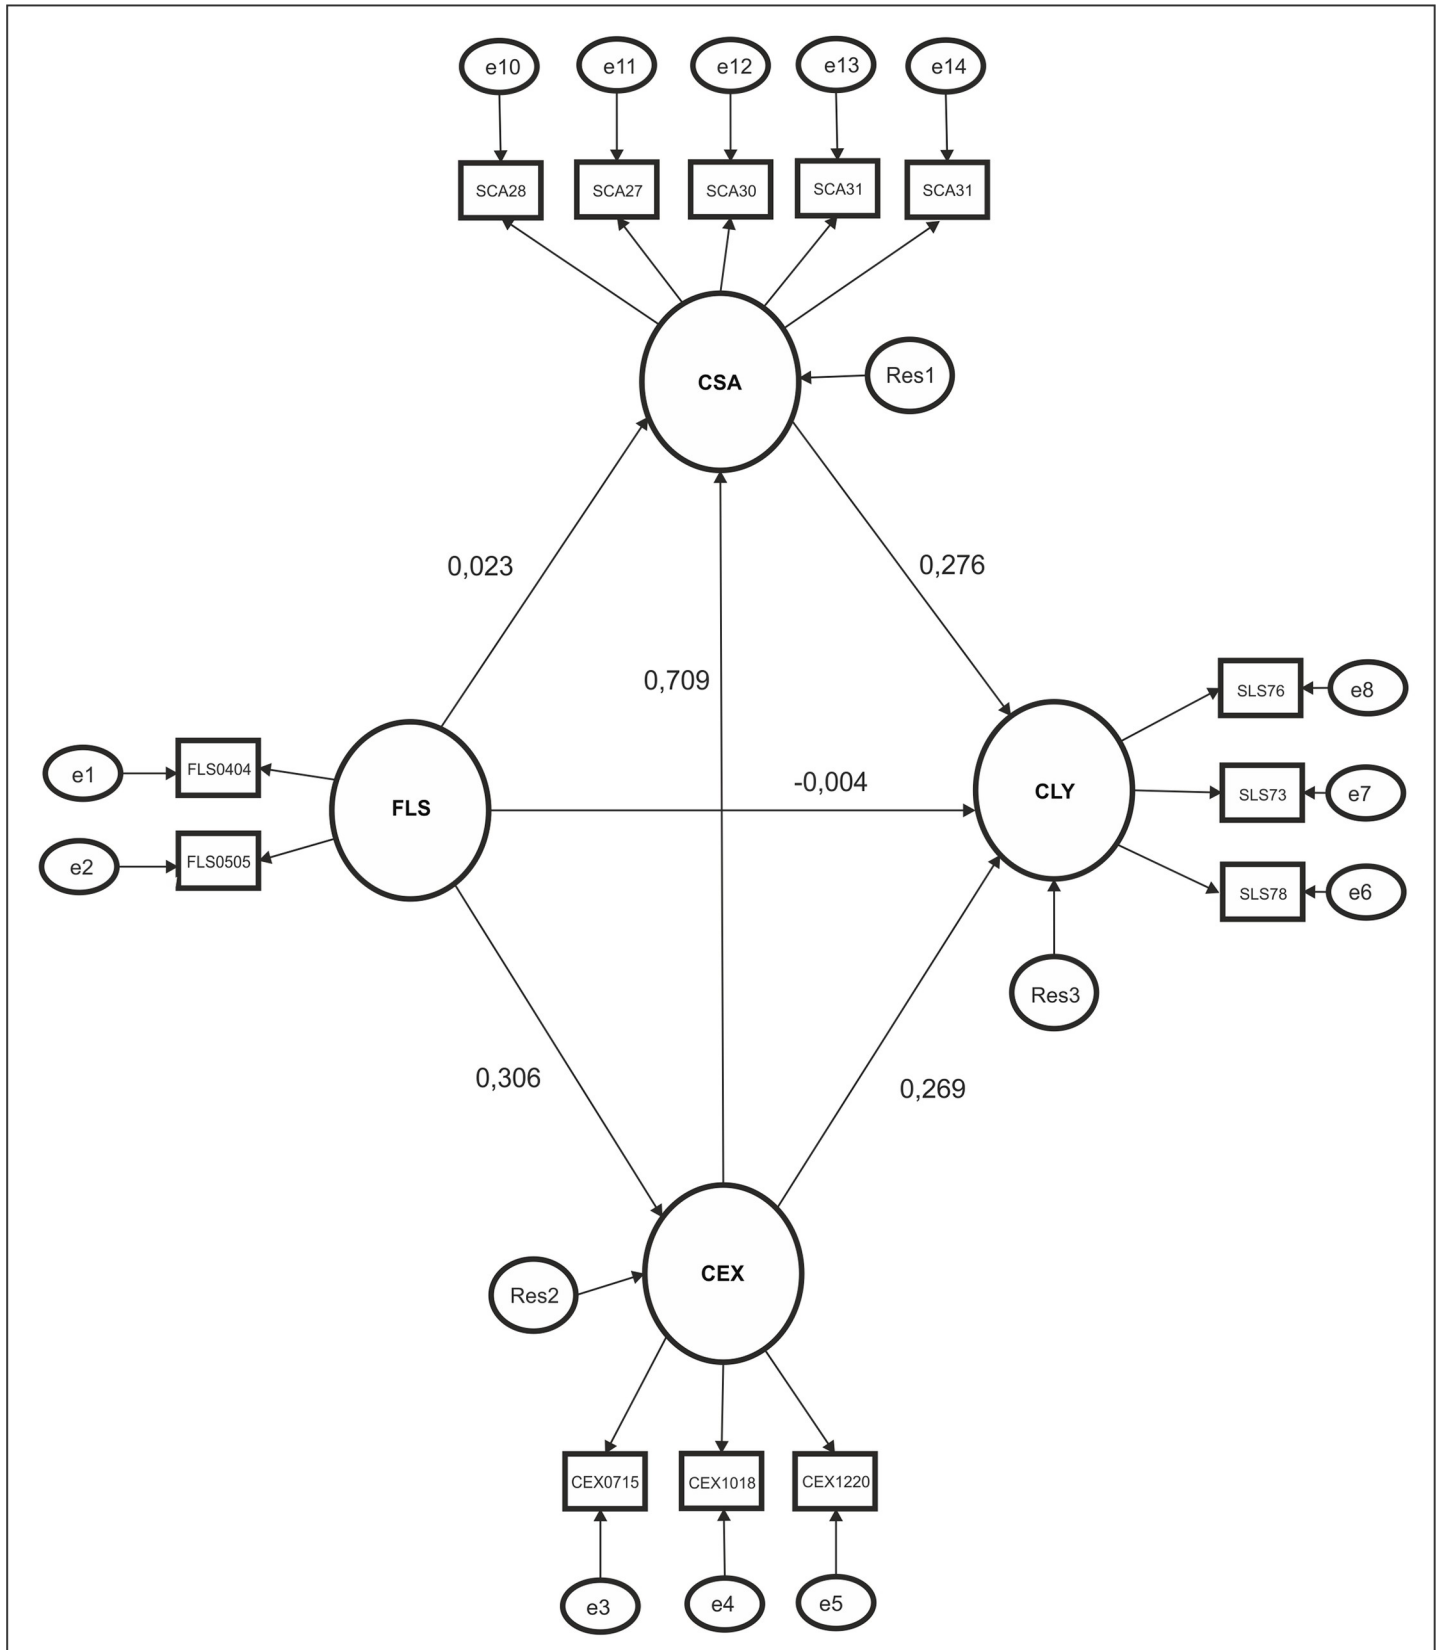 e10
e11
e12
e13
e14
SCA28
SCA27
SCA30
SCA31
SCA31
CSA
Res1
0,023
0,276
0,709
SLS76
e8
e1
FLS0404
FLS
-0,004
CLY
SLS73
e7
e2
FLS0505
SLS78
e6
Res3
0,306
0,269
Res2
CEX
CEX0715
CEX1018
CEX1220
e3
e4
e5